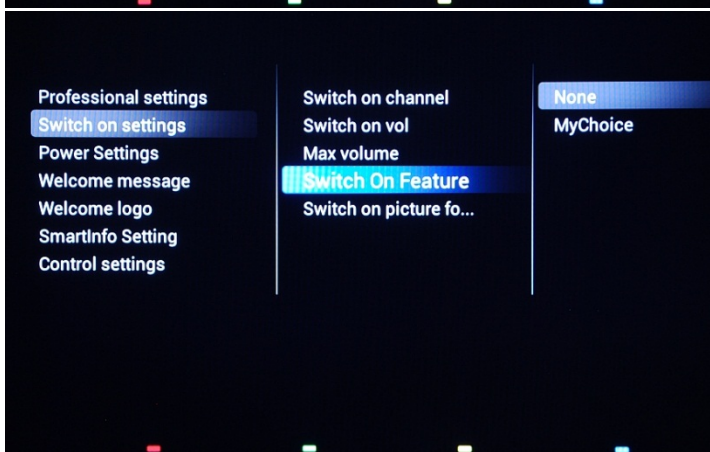 Professional settings
Switch on settings
Power Settings
Welcome message
Welcome logo
SmartInfo Setting
Control settings
Switch on channel
Switch on vol
Max volume
Switch On Feature
Switch on picture fo...
None
MyChoice